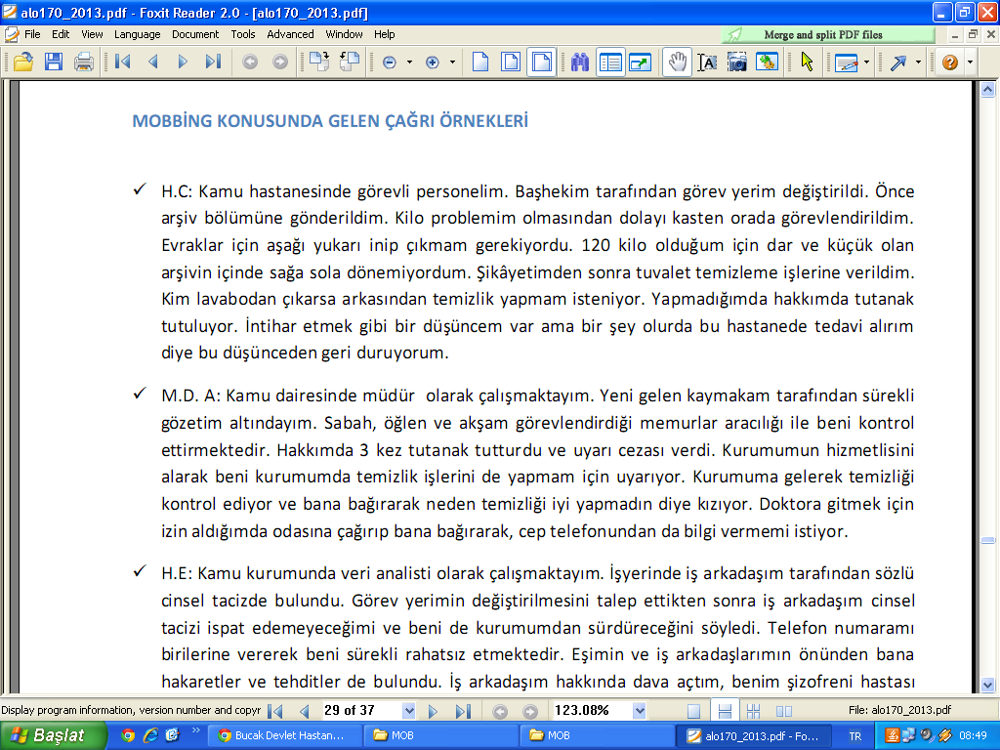 alo170_2013.pdf - Foxit Reader 2.0 - [alo170_2013.pdf]
File Edit View Language Document Tools Advanced Window Help
Merge and split PDF files
MOBBİNG KONUSUNDA GELEN ÇAĞRI ÖRNEKLERİ
✓ H.C: Kamu hastanesinde görevli personelim. Başhekim tarafından görev yerim değiştirildi. Önce
arşiv bölümüne gönderildim. Kilo problemim olmasından dolayı kasten orada görevlendirildim.
Evraklar için aşağı yukarı inip çıkmam gerekiyordu. 120 kilo olduğum için dar ve küçük olan
arşivin içinde sağa sola dönemiyordum. Şikâyetimden sonra tuvalet temizleme işlerine verildim.
Kim lavabodan çıkarsa arkasından temizlik yapmam isteniyor. Yapmadığımda hakkımda tutanak
tutuluyor. İntihar etmek gibi bir düşüncem var ama bir şey olurda bu hastanede tedavi alırım
diye bu düşünceden geri duruyorum.
✓ M.D. A: Kamu dairesinde müdür olarak çalışmaktayım. Yeni gelen kaymakam tarafından sürekli
gözetim altındayım. Sabah, öğlen ve akşam görevlendirdiği memurlar aracılığı ile beni kontrol
ettirmektedir. Hakkımda 3 kez tutanak tutturdu ve uyarı cezası verdi. Kurumumun hizmetlisini
alarak beni kurumumda temizlik işlerini de yapmam için uyarıyor. Kurumuma gelerek temizliği
kontrol ediyor ve bana bağırarak neden temizliği iyi yapmadın diye kızıyor. Doktora gitmek için
izin aldığımda odasına çağırıp bana bağırarak, cep telefonundan da bilgi vermemi istiyor.
✓ H.E: Kamu kurumunda veri analisti olarak çalışmaktayım. İşyerinde iş arkadaşım tarafından sözlü
cinsel tacizde bulundu. Görev yerimin değiştirilmesini talep ettikten sonra iş arkadaşım cinsel
tacizi ispat edemeyeceğimi ve beni de kurumumdan sürdüreceğini söyledi. Telefon numaramı
birilerine vererek beni sürekli rahatsız etmektedir. Eşimin ve iş arkadaşlarımın önünden bana
hakaretler ve tehditler de bulundu. İş arkadaşım hakkında dava açtım, benim şizofreni hastası
Display program information, version number and copyr 29 of 37 123.08% File: alo170_2013.pdf
Başlat » Bucak Devlet Hastan... MOB MOB alo170_2013.pdf - Fo... TR 08:49